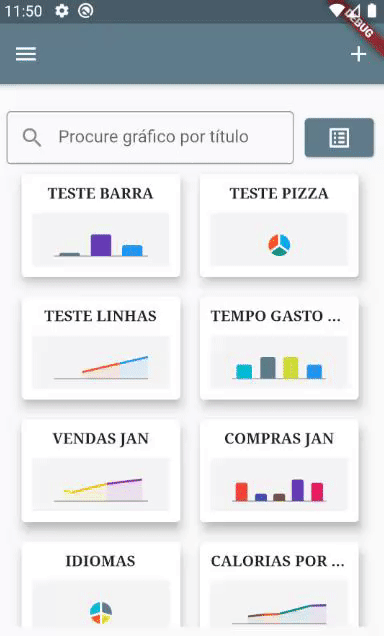 11:50
DEBUG
Procure gráfico por título
TESTE BARRA
TESTE PIZZA
TESTE LINHAS
TEMPO GASTO ...
VENDAS JAN
COMPRAS JAN
IDIOMAS
CALORIAS POR ...